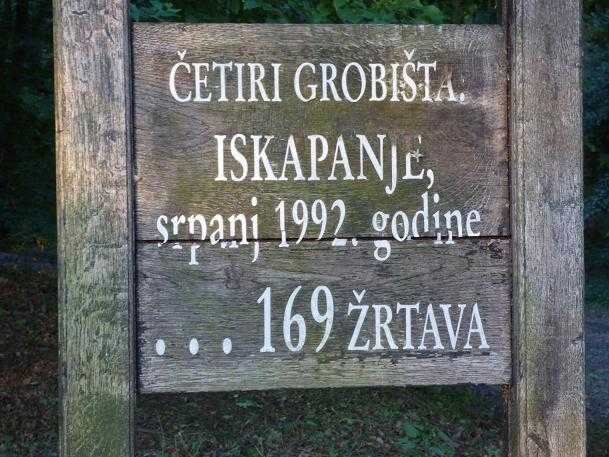 ČETIRI GROBIŠTA.
ISKAPANJE,
srpanj 1992. godine
... 169 ŽRTAVA